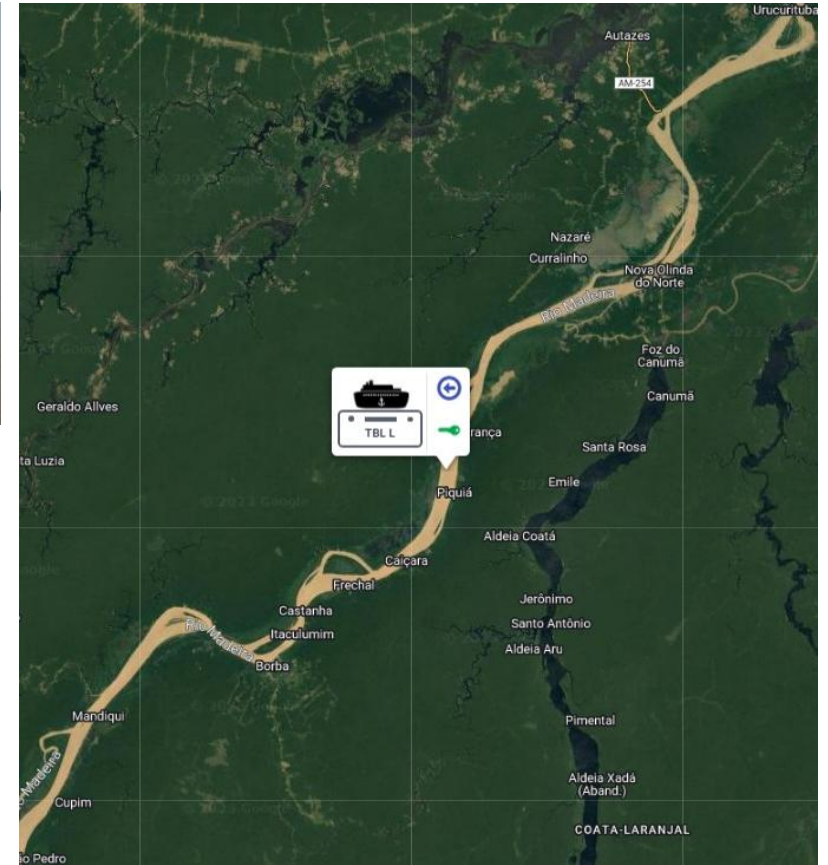 Urucurituba
Autazes
AM-254
Nazaré
Curralinho
Nova Olinda
do Norte
Rio Madeira
Foz do
Canumã
Canumã
Geraldo Allves
TBL L
rança
ta Luzia
Santa Rosa
Emile
Piquiá
Aldeia Coatá
Caiçara
Frechal
Jerônimo
Castanha
Santo Antônio
Itaculumim
Rio Madeira
Aldeia Aru
Borba
Mandiqui
Pimental
Madeira
Aldeia Xadá
(Aband.)
Cupim
COATA-LARANJAL
ão Pedro